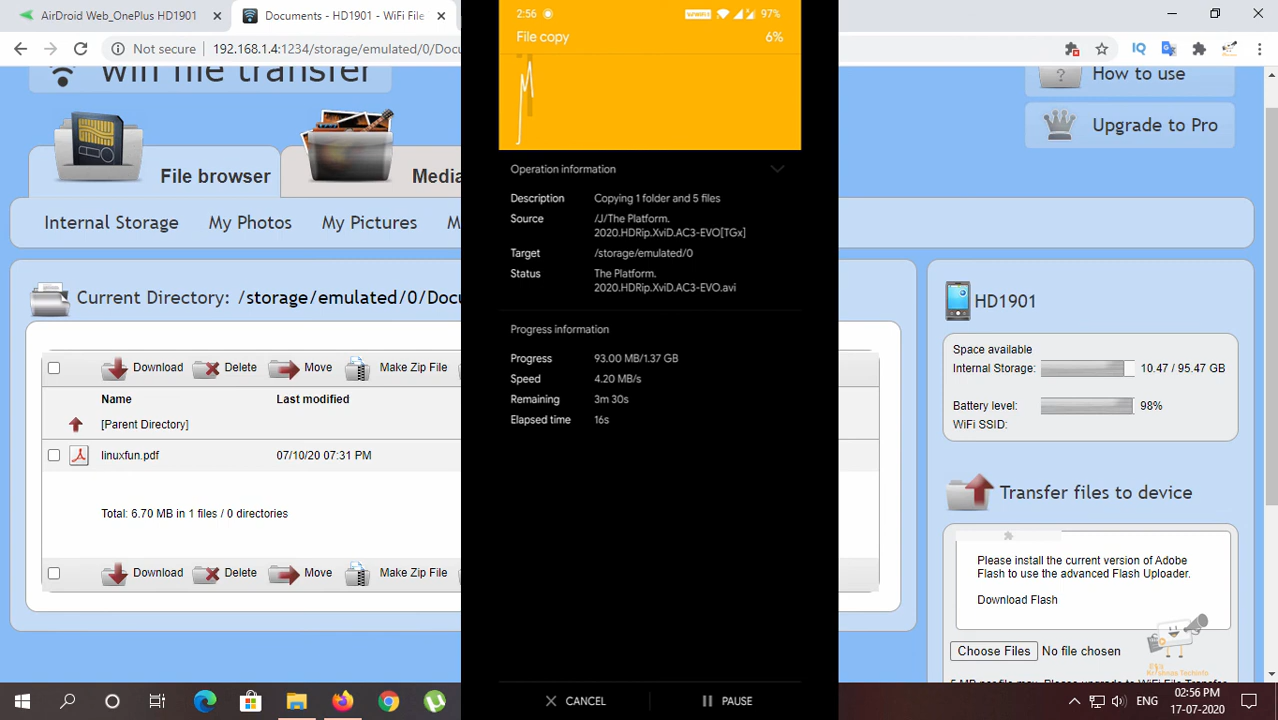 AirDroid Web_OnePlus HD1901
Documents - HD1901 - WiFi File
Not secure
192.168.1.4:1234/storage/emulated/0/Docu
wifi file transfer
How to use
Upgrade to Pro
File browser
Media
Internal Storage:
My Photos
My Pictures
M
Current Directory: /storage/emulated/0/Docu
Download
Delete
Move
Make Zip File
Name
Last modified
[Parent Directory]
linuxfun.pdf
07/10/20 07:31 PM
Total: 6.70 MB in 1 files / 0 directories
Download
Delete
Move
Make Zip File
2:56
97%
File copy
6%
Operation information
Description
Copying 1 folder and 5 files
Source
/J/The Platform.
2020.HDRip.XviD.AC3-EVO[TGx]
Target
/storage/emulated/0
Status
The Platform.
2020.HDRip.XviD.AC3-EVO.avi
Progress information
Progress
93.00 MB/1.37 GB
Speed
4.20 MB/s
Remaining
3m 30s
Elapsed time
16s
CANCEL
PAUSE
HD1901
Space available
Internal Storage:
10.47 / 95.47 GB
Battery level:
98%
WiFi SSID:
Transfer files to device
Please install the current version of Adobe
Flash to use the advanced Flash Uploader.
Download Flash
Choose Files
No file chosen
ENG
02:56 PM
17-07-2020